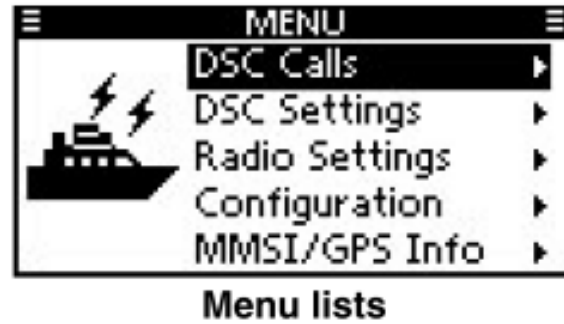 MENU
DSC Calls
DSC Settings
Radio Settings
Configuration
MMSI/GPS Info
Menu lists